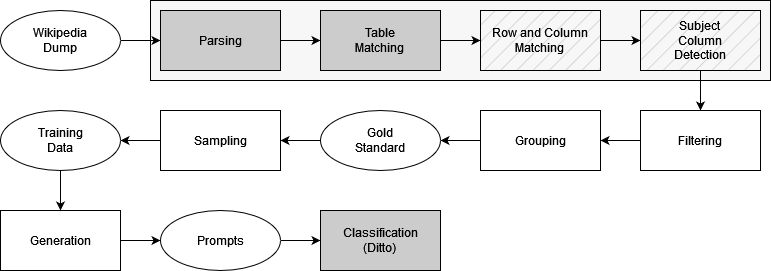 Wikipedia
Dump
Parsing
Table
Matching
Row and Column
Matching
Subject
Column
Detection
Training
Data
Sampling
Gold
Standard
Grouping
Filtering
Generation
Prompts
Classification
(Ditto)